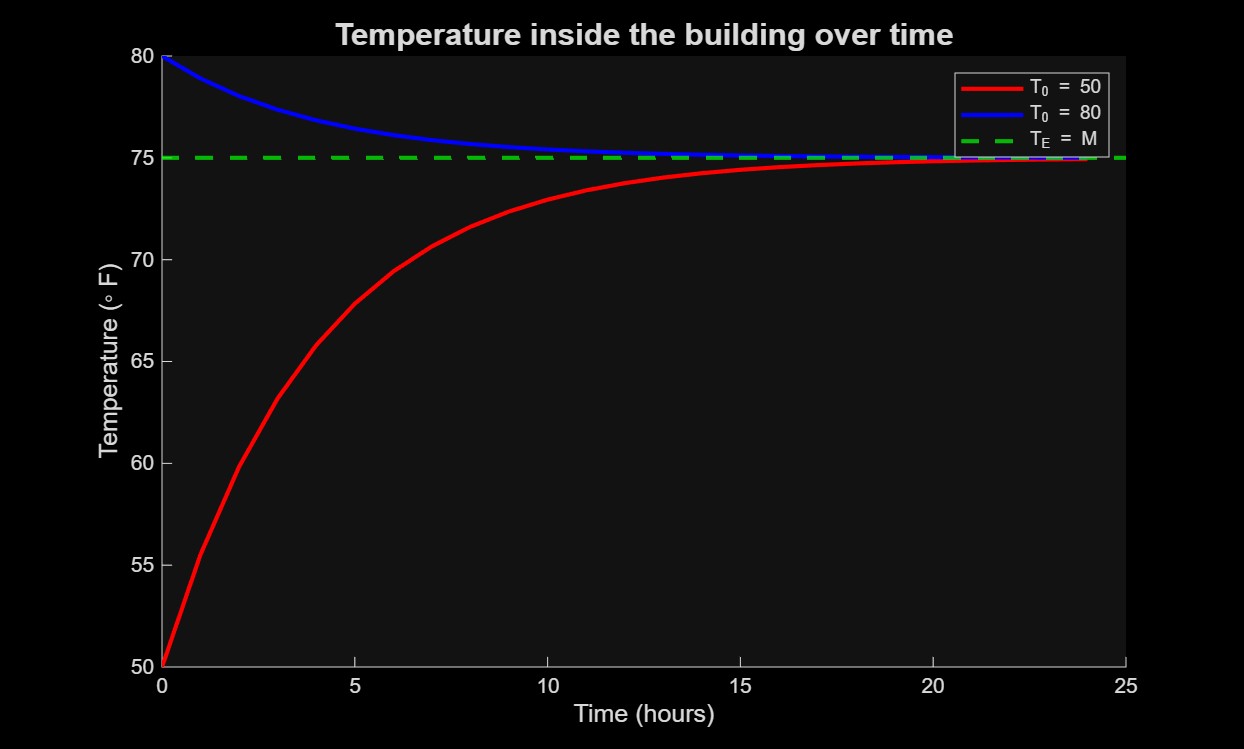 Temperature inside the building over time
80
75
70
65
60
55
50
Temperature (° F)
T₀ = 50
T₀ = 80
T_E = M
0 5 10 15 20 25
Time (hours)